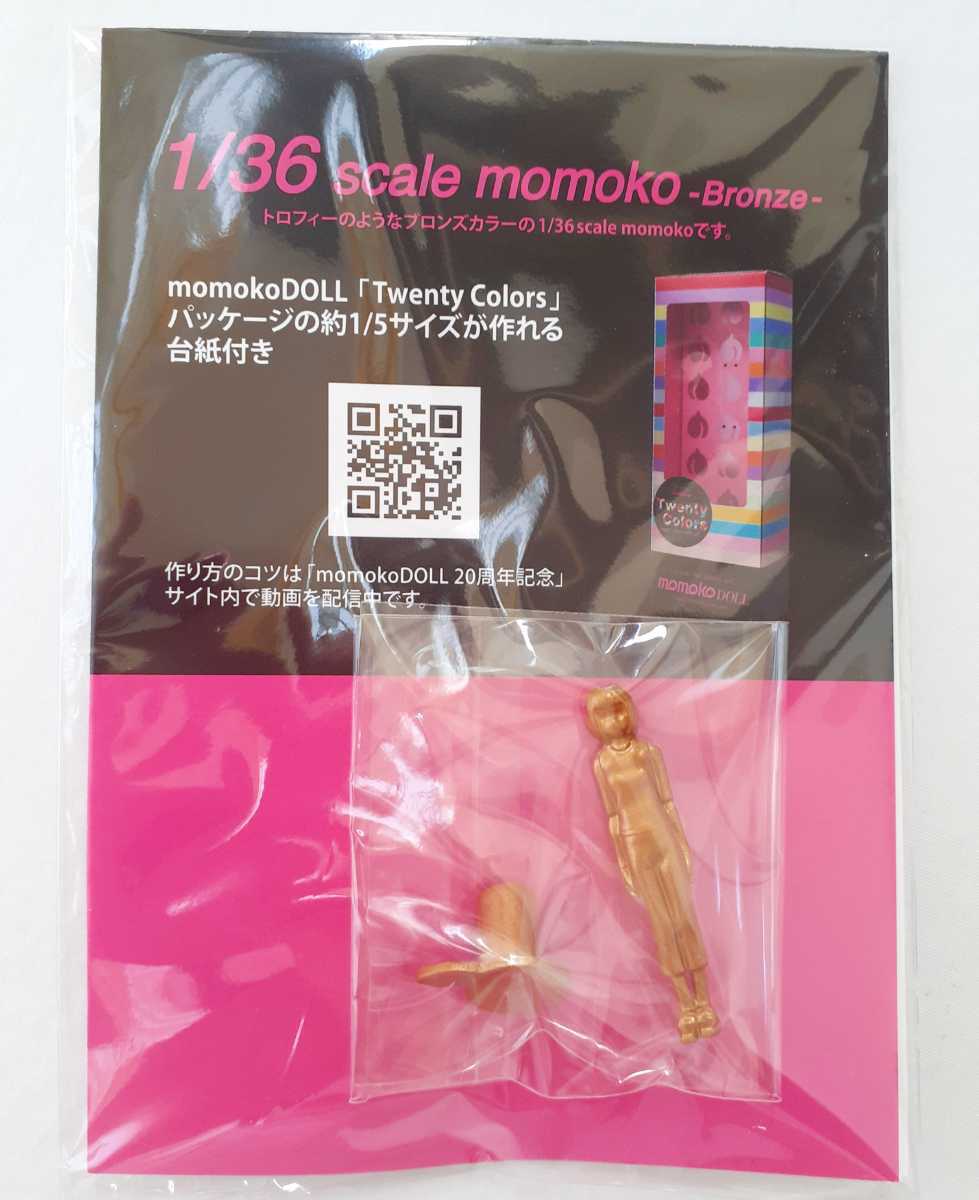 1/36 scale momoko -Bronze-
トロフィーのようなブロンズカラーの1/36 scale momokoです。
momokoDOLL「Twenty Colors」
パッケージの約1/5サイズが作れる
台紙付き
Twenty
Colors
momoko DOLL
作り方のコツは「momokoDOLL 20周年記念」
サイト内で動画を配信中です。